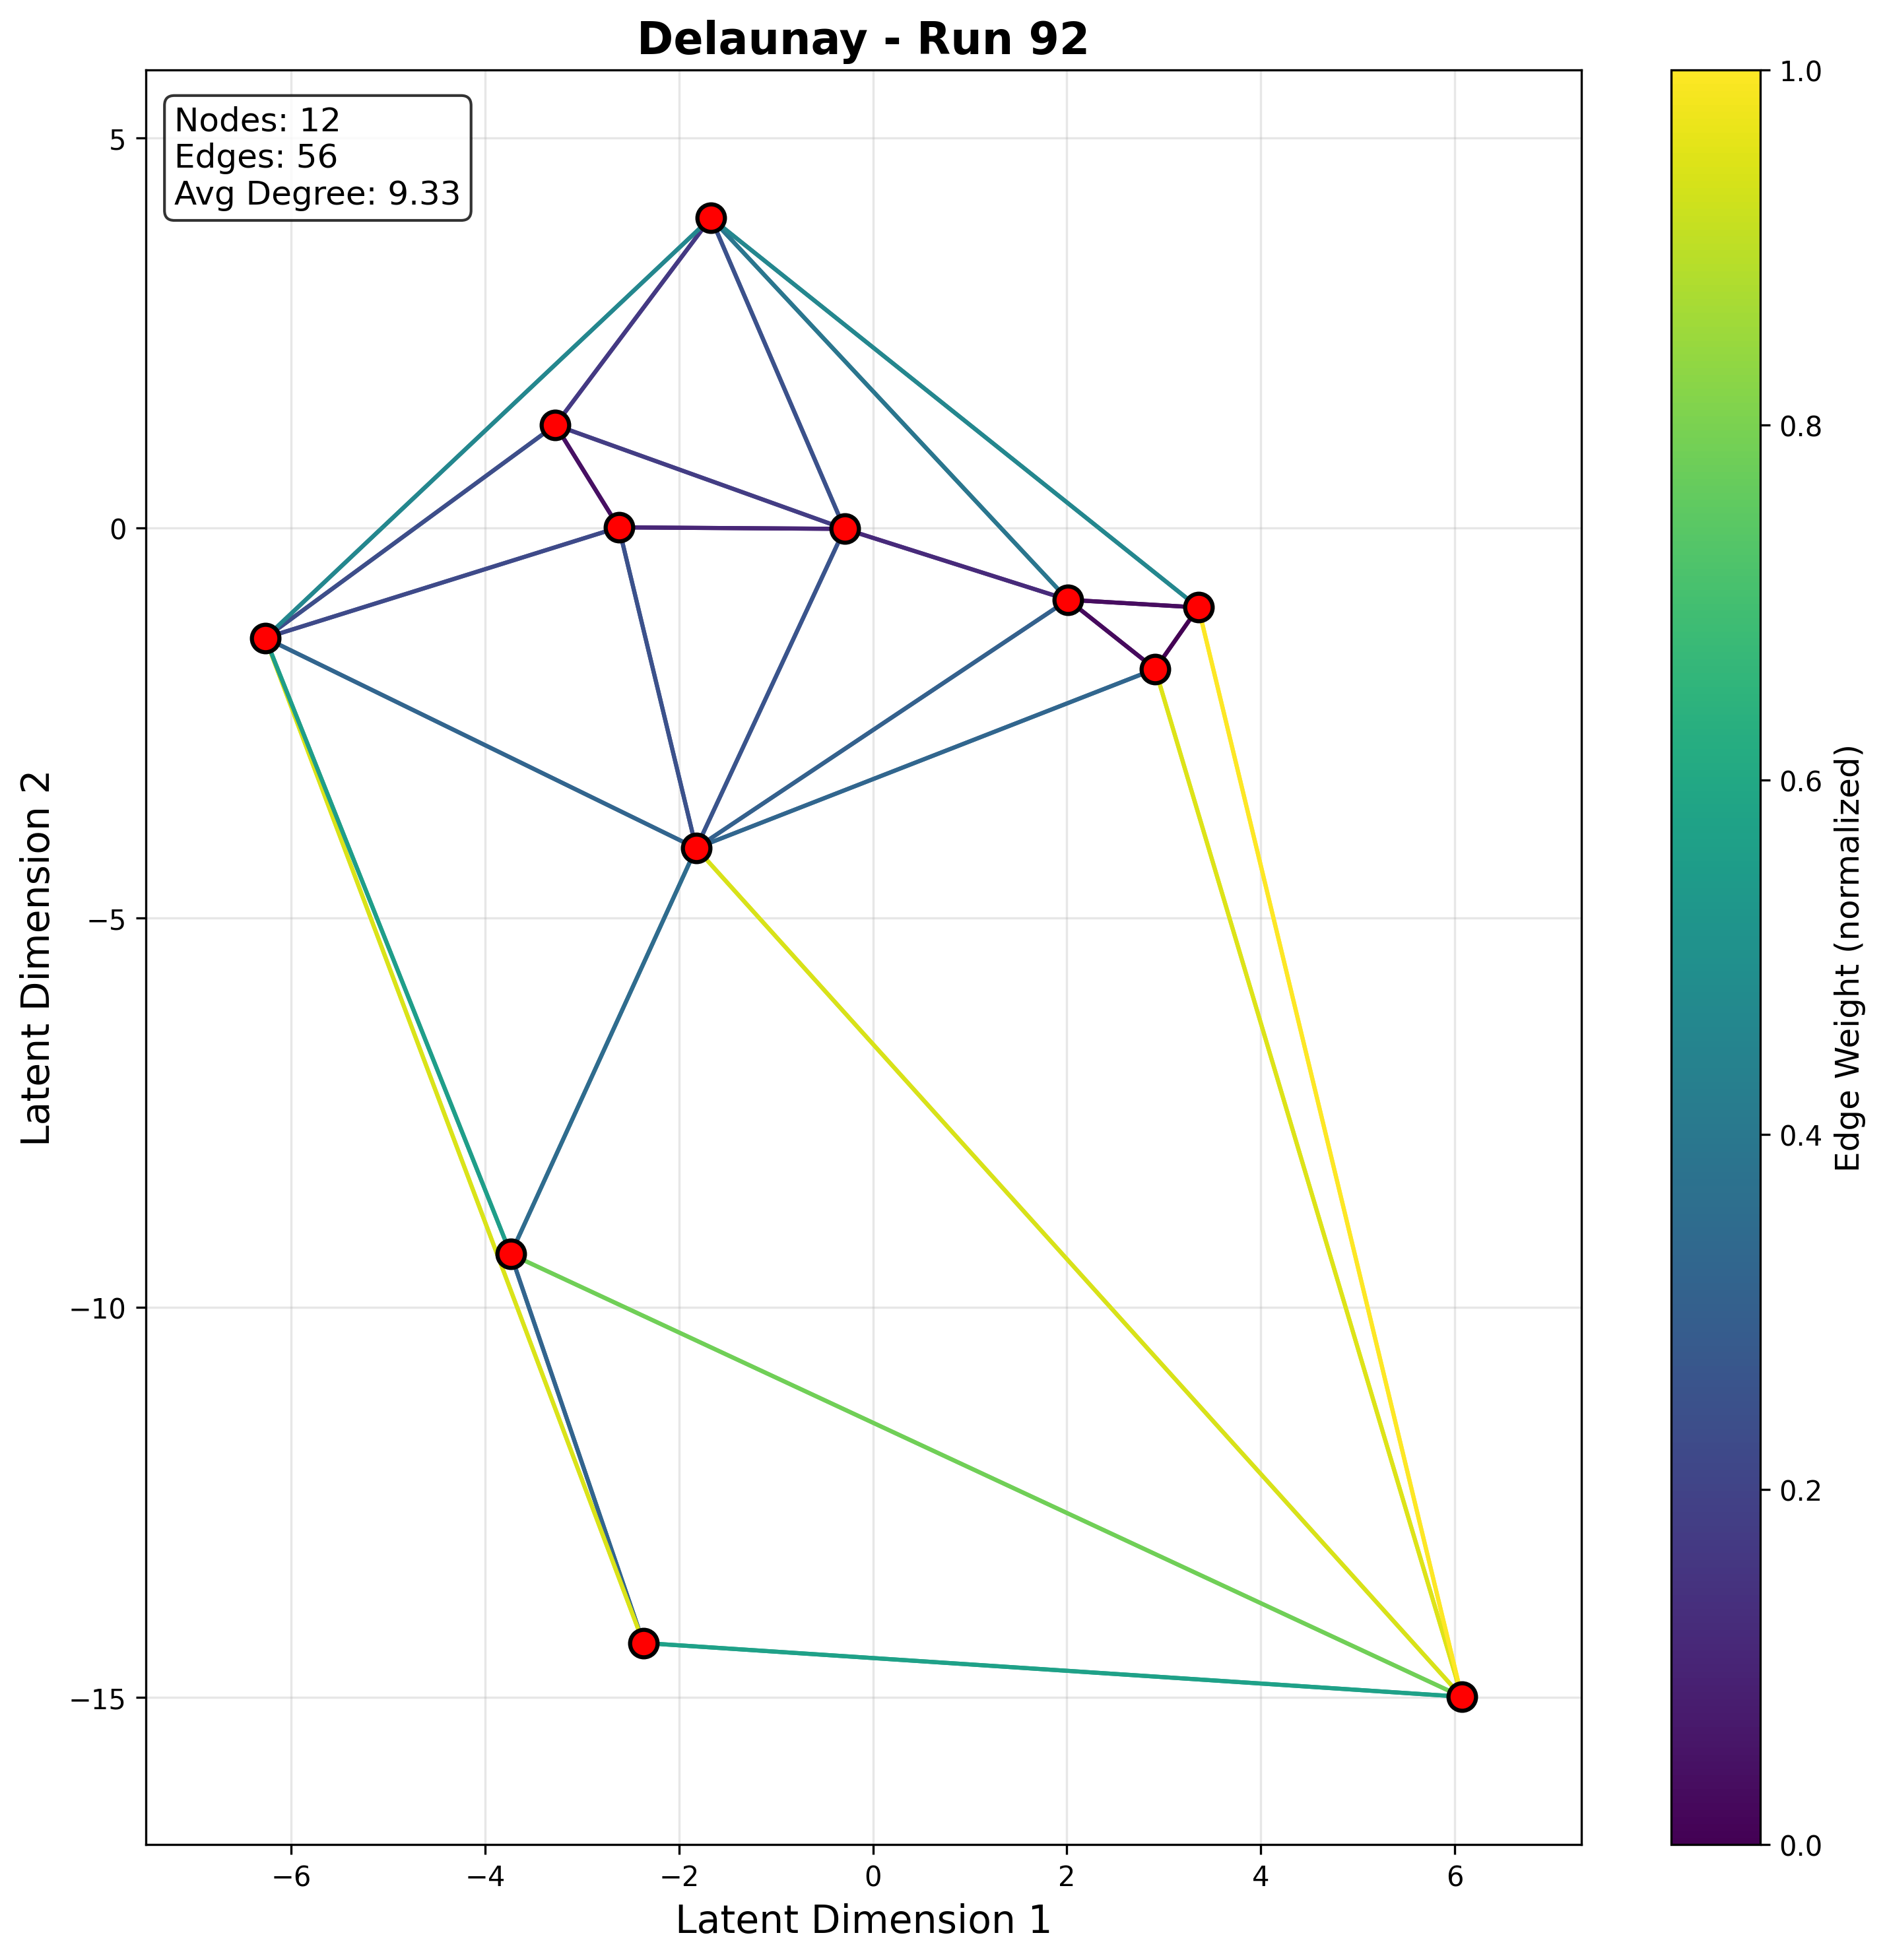 Delaunay - Run 92
Nodes: 12
Edges: 56
Avg Degree: 9.33
5
0
−5
−10
−15
Latent Dimension 2
−6
−4
−2
0
2
4
6
Latent Dimension 1
1.0
0.8
0.6
0.4
0.2
0.0
Edge Weight (normalized)